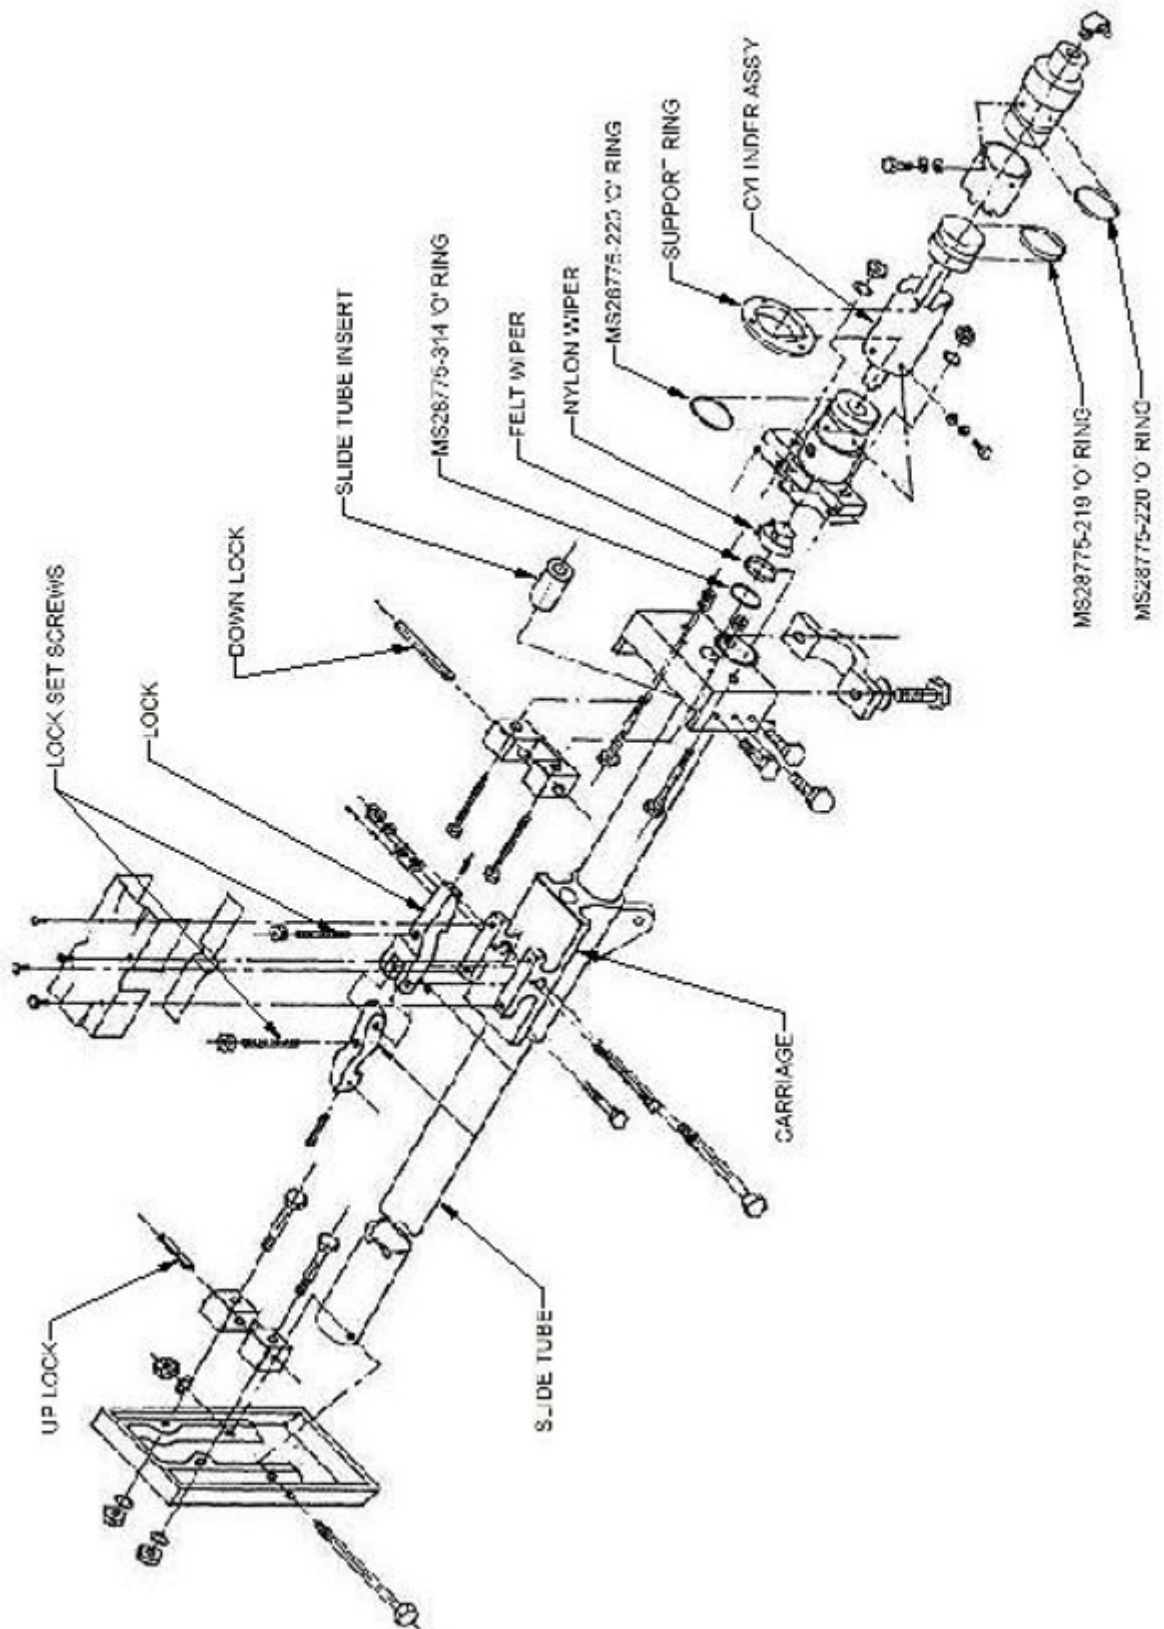 LOCK SET SCREWS
LOCK
DOWN LOCK
SLIDE TUBE INSERT
MS28775-314 'O' RING
FELT WIPER
NYLON WIPER
MS28775-220 'O' RING
SUPPORT RING
CYLINDER ASSY
UP LOCK
SLIDE TUBE
CARRIAGE
MS28775-219 'O' RING
MS28775-220 'O' RING